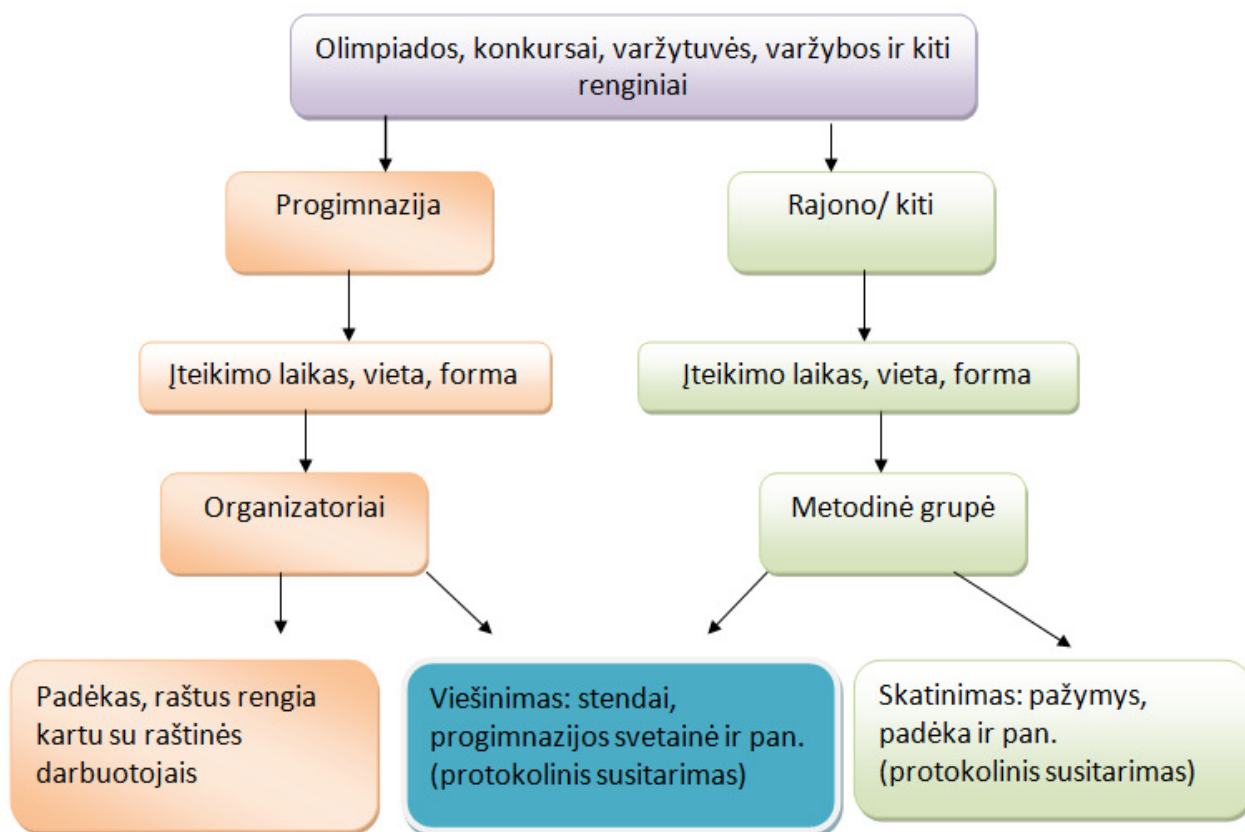 Olimpiados, konkursai, varžytuvės, varžybos ir kiti
renginiai
Progimnazija
Rajono/ kiti
Įteikimo laikas, vieta, forma
Įteikimo laikas, vieta, forma
Organizatoriai
Metodinė grupė
Padėkas, raštus rengia
kartu su raštinės
darbuotojais
Viešinimas: stendai,
progimnazijos svetainė ir pan.
(protokolinis susitarimas)
Skatinimas: pažymys,
padėka ir pan.
(protokolinis susitarimas)